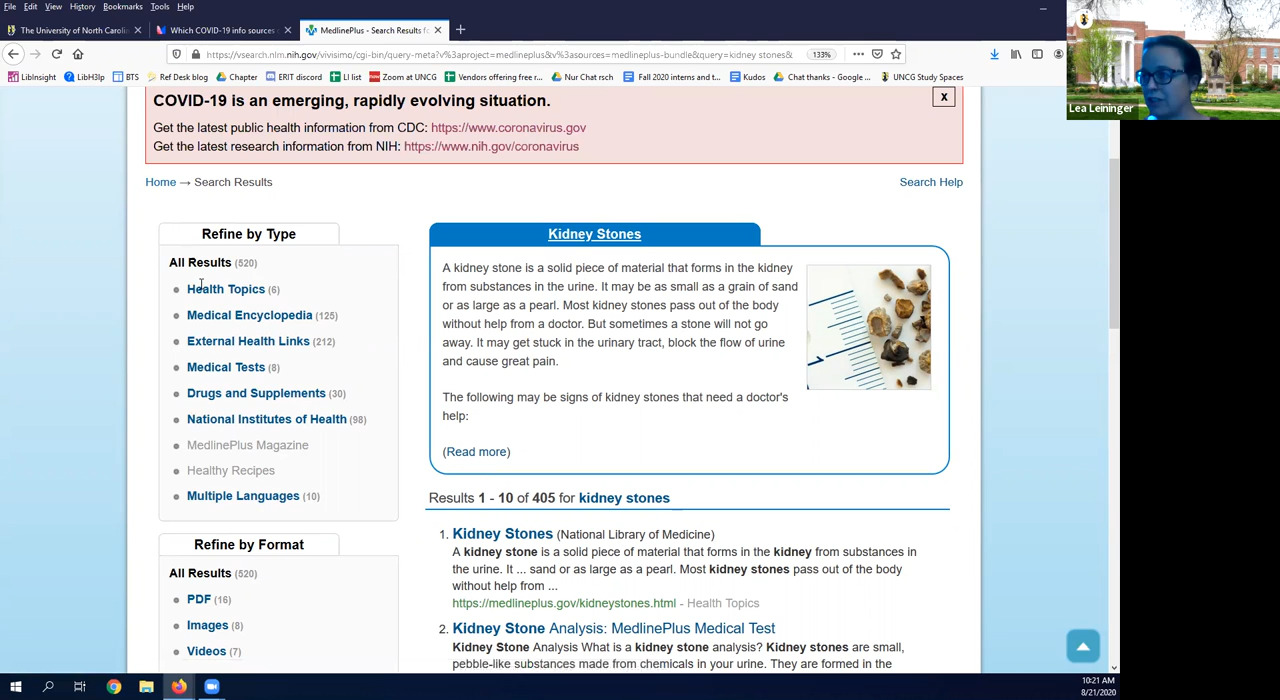 File Edit View History Bookmarks Tools Help
The University of North Carolin
Which COVID-19 info sources
MedlinePlus - Search Results f
https://vsearch.nlm.nih.gov/vivisimo/cgi-bin/query-meta?v%3aproject=medlineplus&v%3asources=medlineplus-bundle&query=kidney stones& 133%
LibInsight LibH3lp BTS Ref Desk blog Chapter ERIT discord LI list Zoom at UNCG Vendors offering free r... Nur Chat rsch Fall 2020 interns and t... Kudos Chat thanks - Google ... UNCG Study Spaces
Lea Leininger
COVID-19 is an emerging, rapidly evolving situation.
X
Get the latest public health information from CDC: https://www.coronavirus.gov
Get the latest research information from NIH: https://www.nih.gov/coronavirus
Home → Search Results
Search Help
Refine by Type
All Results (520)
Health Topics (6)
Medical Encyclopedia (125)
External Health Links (212)
Medical Tests (8)
Drugs and Supplements (30)
National Institutes of Health (98)
MedlinePlus Magazine
Healthy Recipes
Multiple Languages (10)
Refine by Format
All Results (520)
PDF (16)
Images (8)
Videos (7)
Kidney Stones
A kidney stone is a solid piece of material that forms in the kidney
from substances in the urine. It may be as small as a grain of sand
or as large as a pearl. Most kidney stones pass out of the body
without help from a doctor. But sometimes a stone will not go
away. It may get stuck in the urinary tract, block the flow of urine
and cause great pain.
The following may be signs of kidney stones that need a doctor's
help:
(Read more)
Results 1 - 10 of 405 for kidney stones
1. Kidney Stones (National Library of Medicine)
A kidney stone is a solid piece of material that forms in the kidney from substances in
the urine. It ... sand or as large as a pearl. Most kidney stones pass out of the body
without help from ...
https://medlineplus.gov/kidneystones.html - Health Topics
2. Kidney Stone Analysis: MedlinePlus Medical Test
Kidney Stone Analysis What is a kidney stone analysis? Kidney stones are small,
pebble-like substances made from chemicals in your urine. They are formed in the
10:21 AM
8/21/2020